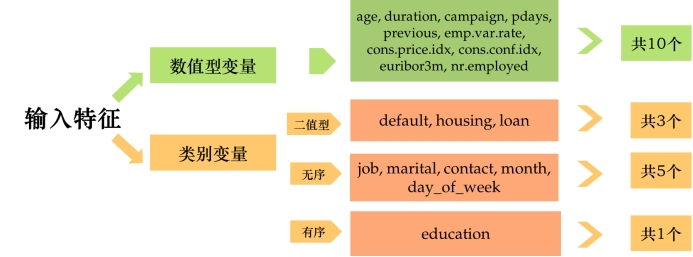 输入特征
数值型变量
age, duration, campaign, pdays,
previous, emp.var.rate,
cons.price.idx, cons.conf.idx,
euribor3m, nr.employed
共10个
类别变量
二值型
default, housing, loan
共3个
无序
job, marital, contact, month,
day_of_week
共5个
有序
education
共1个